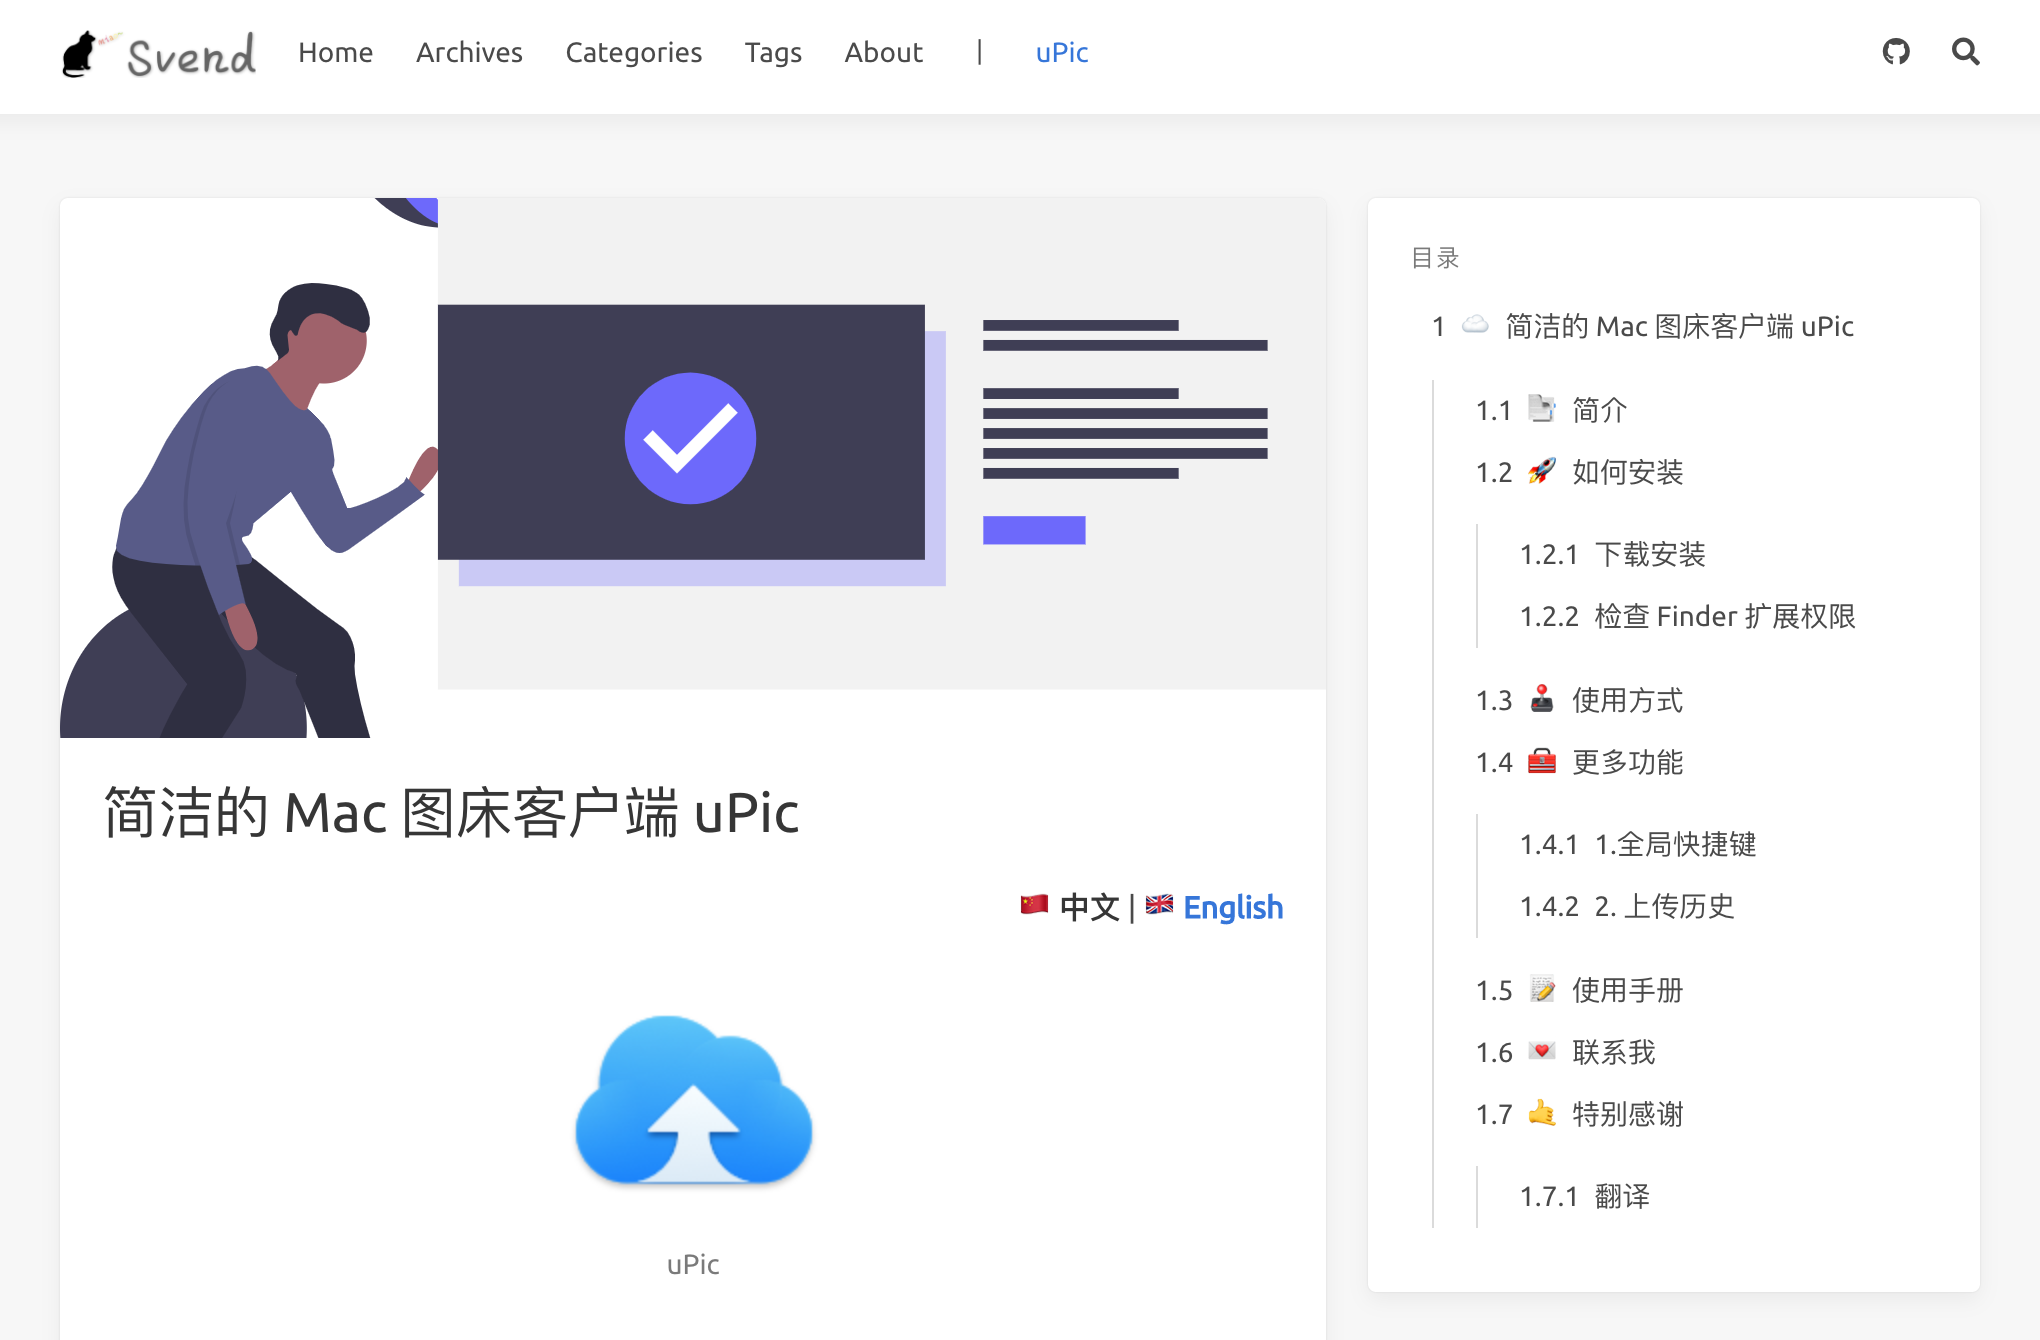 Svend Home Archives Categories Tags About | uPic
简洁的 Mac 图床客户端 uPic
🇨🇳 中文 | 🇬🇧 English
uPic
目录
1 ☁️ 简洁的 Mac 图床客户端 uPic
1.1 📑 简介
1.2 🚀 如何安装
1.2.1 下载安装
1.2.2 检查 Finder 扩展权限
1.3 🕹 使用方式
1.4 🧰 更多功能
1.4.1 1.全局快捷键
1.4.2 2. 上传历史
1.5 📝 使用手册
1.6 💌 联系我
1.7 🤙 特别感谢
1.7.1 翻译